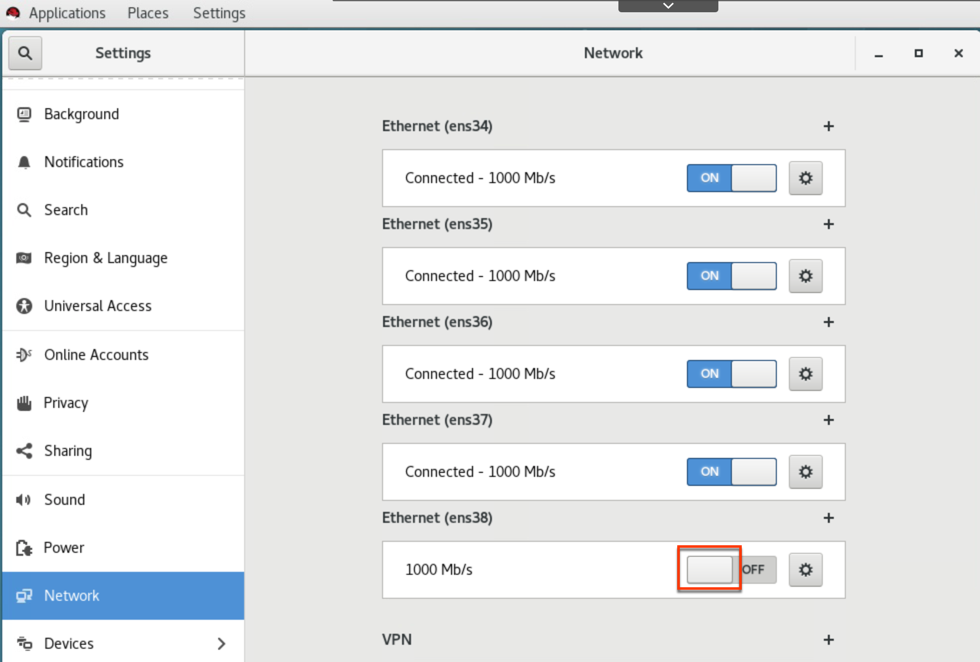 Applications Places Settings
Settings
Network
Background
Notifications
Search
Region & Language
Universal Access
Online Accounts
Privacy
Sharing
Sound
Power
Network
Devices
Ethernet (ens34)
Connected - 1000 Mb/s ON
Ethernet (ens35)
Connected - 1000 Mb/s ON
Ethernet (ens36)
Connected - 1000 Mb/s ON
Ethernet (ens37)
Connected - 1000 Mb/s ON
Ethernet (ens38)
1000 Mb/s OFF
VPN